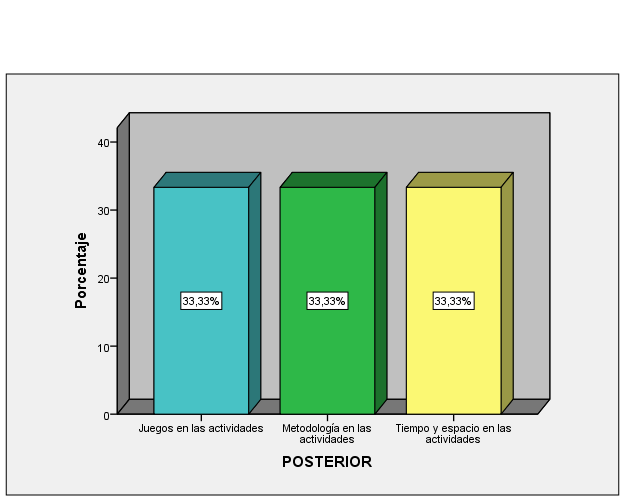 Porcentaje
40
30
20
10
0
33,33%
33,33%
33,33%
Juegos en las actividades
Metodología en las
actividades
Tiempo y espacio en las
actividades
POSTERIOR